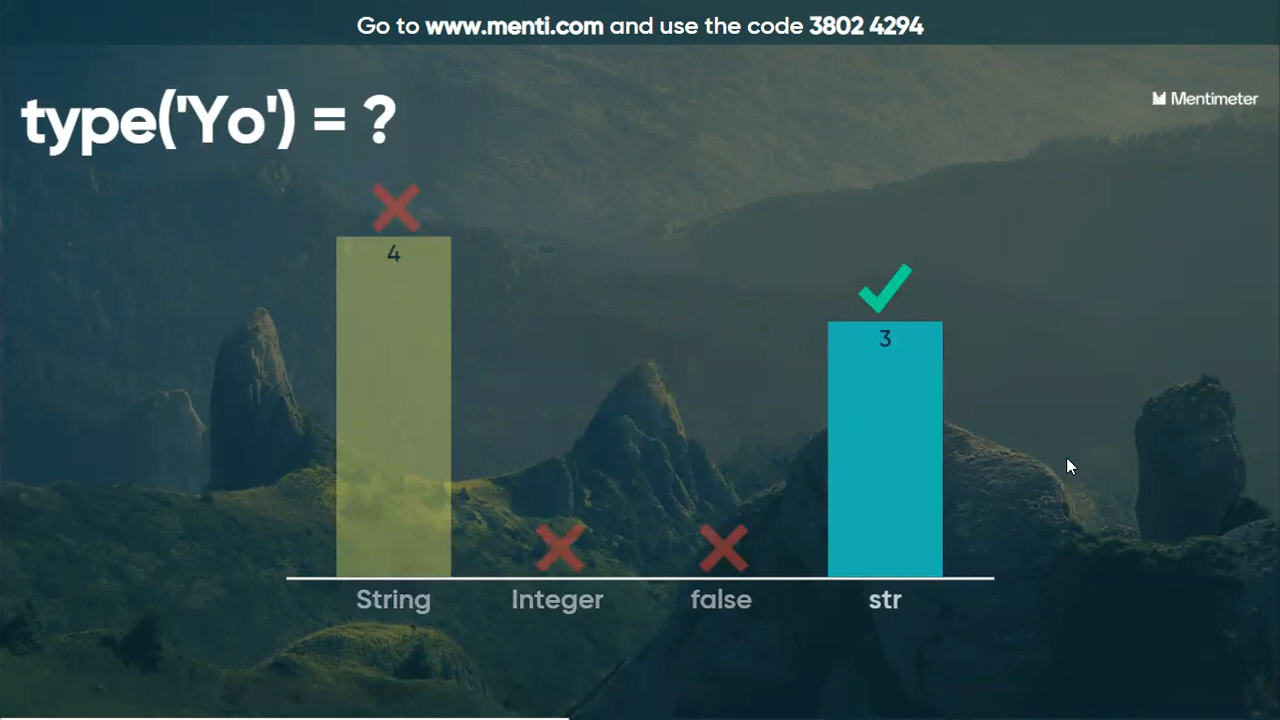 Go to www.menti.com and use the code 3802 4294
Mentimeter
type('Yo') = ?
4
3
String Integer false str